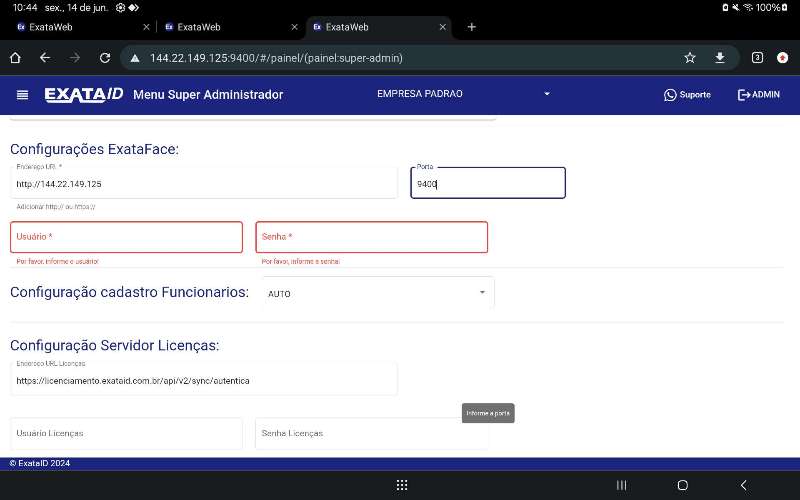 10:44 sex., 14 de jun. 100%
Ex ExataWeb
Ex ExataWeb
Ex ExataWeb
144.22.149.125:9400/#/painel/(painel:super-admin)
3
EXATAID Menu Super Administrador EMPRESA PADRAO Suporte ADMIN
Configurações ExataFace:
Endereço URL *
http://144.22.149.125
Porta
9400
Adicionar http:// ou https://
Usuário *
Senha *
Por favor, informe o usuário!
Por favor, informe a senha!
Configuração cadastro Funcionarios: AUTO
Configuração Servidor Licenças:
Endereço URL Licenças
https://licenciamento.exataid.com.br/api/v2/sync/autentica
Informe a porta
Usuário Licenças
Senha Licenças
© ExataID 2024